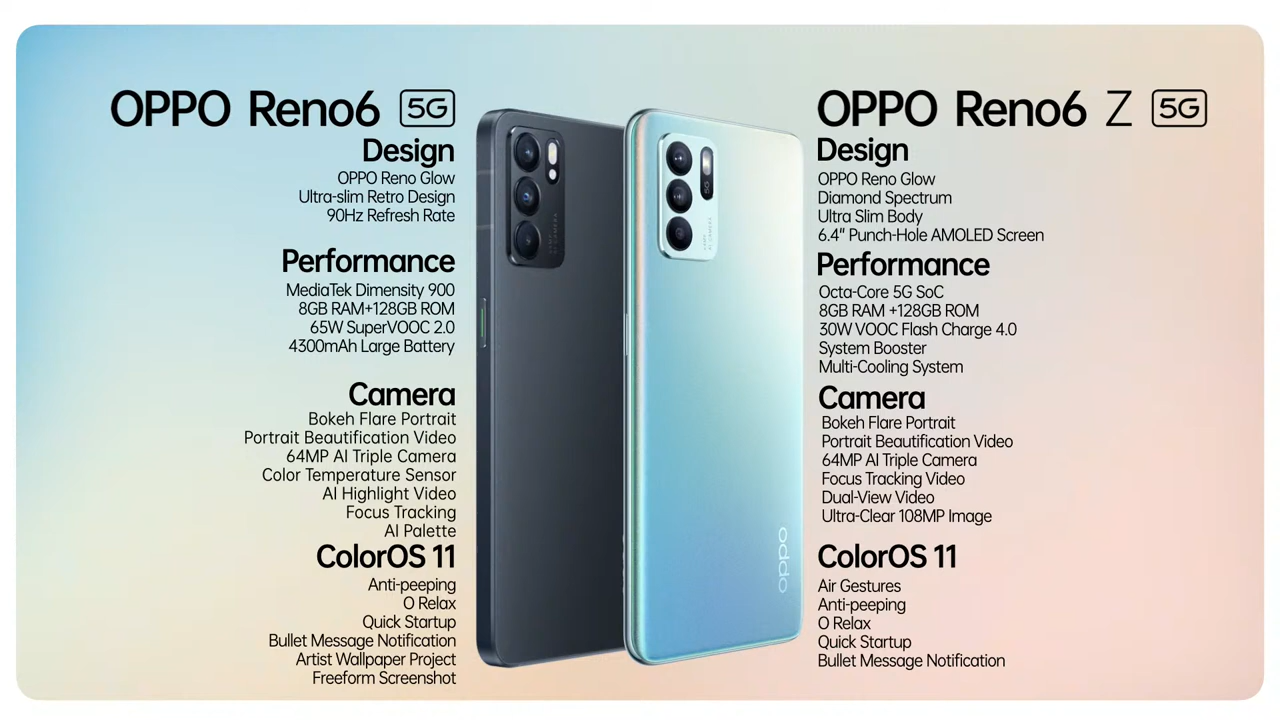 OPPO Reno6 5G
Design
OPPO Reno Glow
Ultra-slim Retro Design
90Hz Refresh Rate
Performance
MediaTek Dimensity 900
8GB RAM+128GB ROM
65W SuperVOOC 2.0
4300mAh Large Battery
Camera
Bokeh Flare Portrait
Portrait Beautification Video
64MP AI Triple Camera
Color Temperature Sensor
AI Highlight Video
Focus Tracking
AI Palette
ColorOS 11
Anti-peeping
O Relax
Quick Startup
Bullet Message Notification
Artist Wallpaper Project
Freeform Screenshot
5G
oppo
OPPO Reno6 Z 5G
Design
OPPO Reno Glow
Diamond Spectrum
Ultra Slim Body
6.4" Punch-Hole AMOLED Screen
Performance
Octa-Core 5G SoC
8GB RAM +128GB ROM
30W VOOC Flash Charge 4.0
System Booster
Multi-Cooling System
Camera
Bokeh Flare Portrait
Portrait Beautification Video
64MP AI Triple Camera
Focus Tracking Video
Dual-View Video
Ultra-Clear 108MP Image
ColorOS 11
Air Gestures
Anti-peeping
O Relax
Quick Startup
Bullet Message Notification